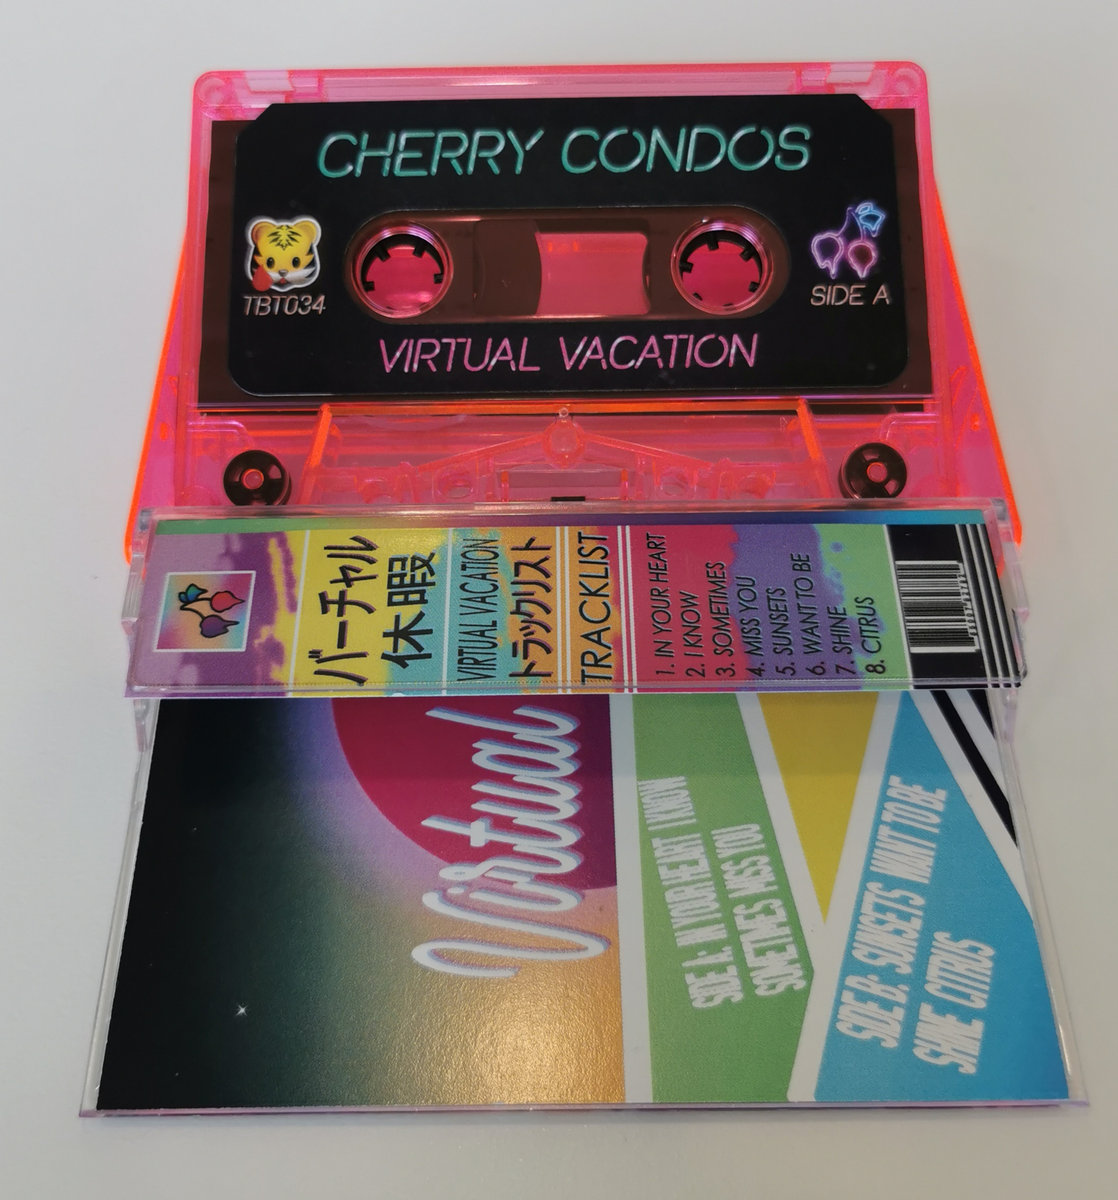 CHERRY CONDOS
TBT034
SIDE A
VIRTUAL VACATION
バーチャル
休暇
VIRTUAL VACATION
トラックリスト
TRACKLIST
1. IN YOUR HEART
2. I KNOW
3. SOMETIMES
4. MISS YOU
5. SUNSETS
6. WANT TO BE
7. SHINE
8. CITRUS
Virtual
SIDE A: IN YOUR HEART I KNOW
SOMETIMES MISS YOU
SIDE B: SUNSETS WANT TO BE
SHINE CITRUS